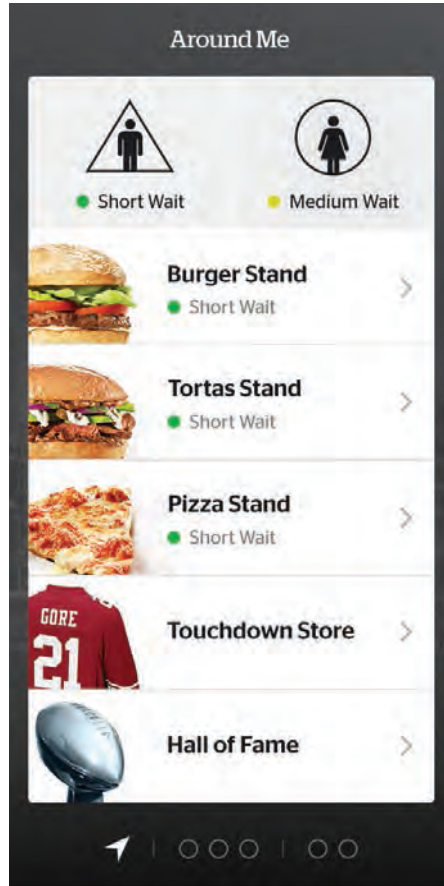 Around Me
Short Wait
Medium Wait
Burger Stand
Short Wait
Tortas Stand
Short Wait
Pizza Stand
Short Wait
GORE
21
21
Touchdown Store
Hall of Fame